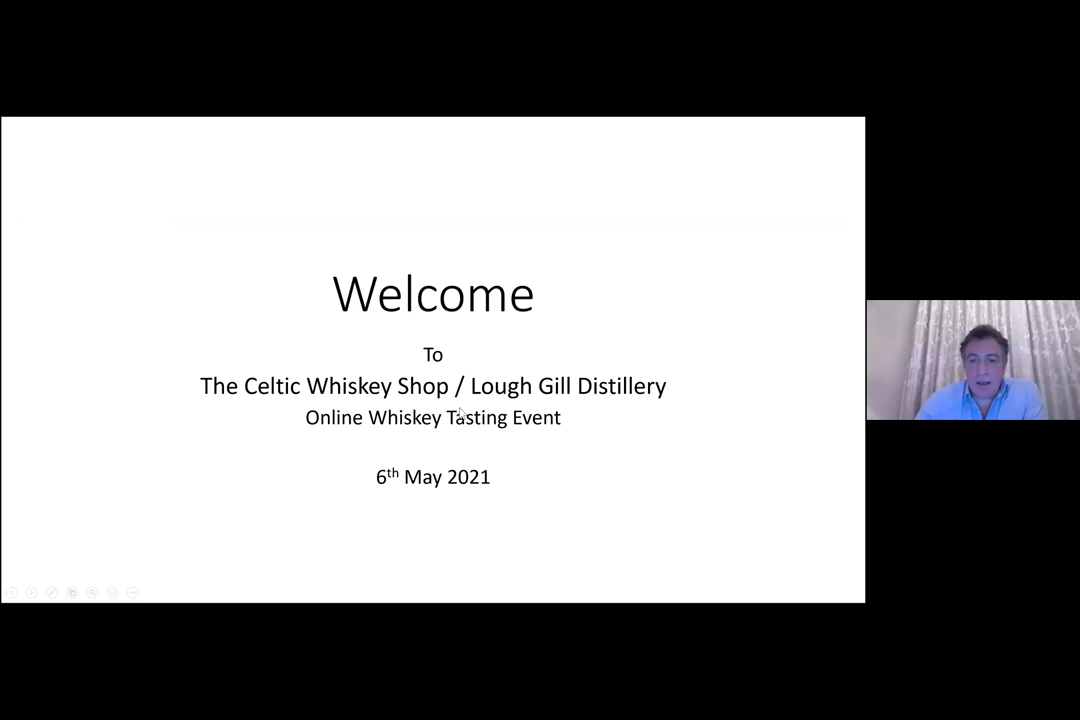 Welcome
To
The Celtic Whiskey Shop / Lough Gill Distillery
Online Whiskey Tasting Event
6th May 2021